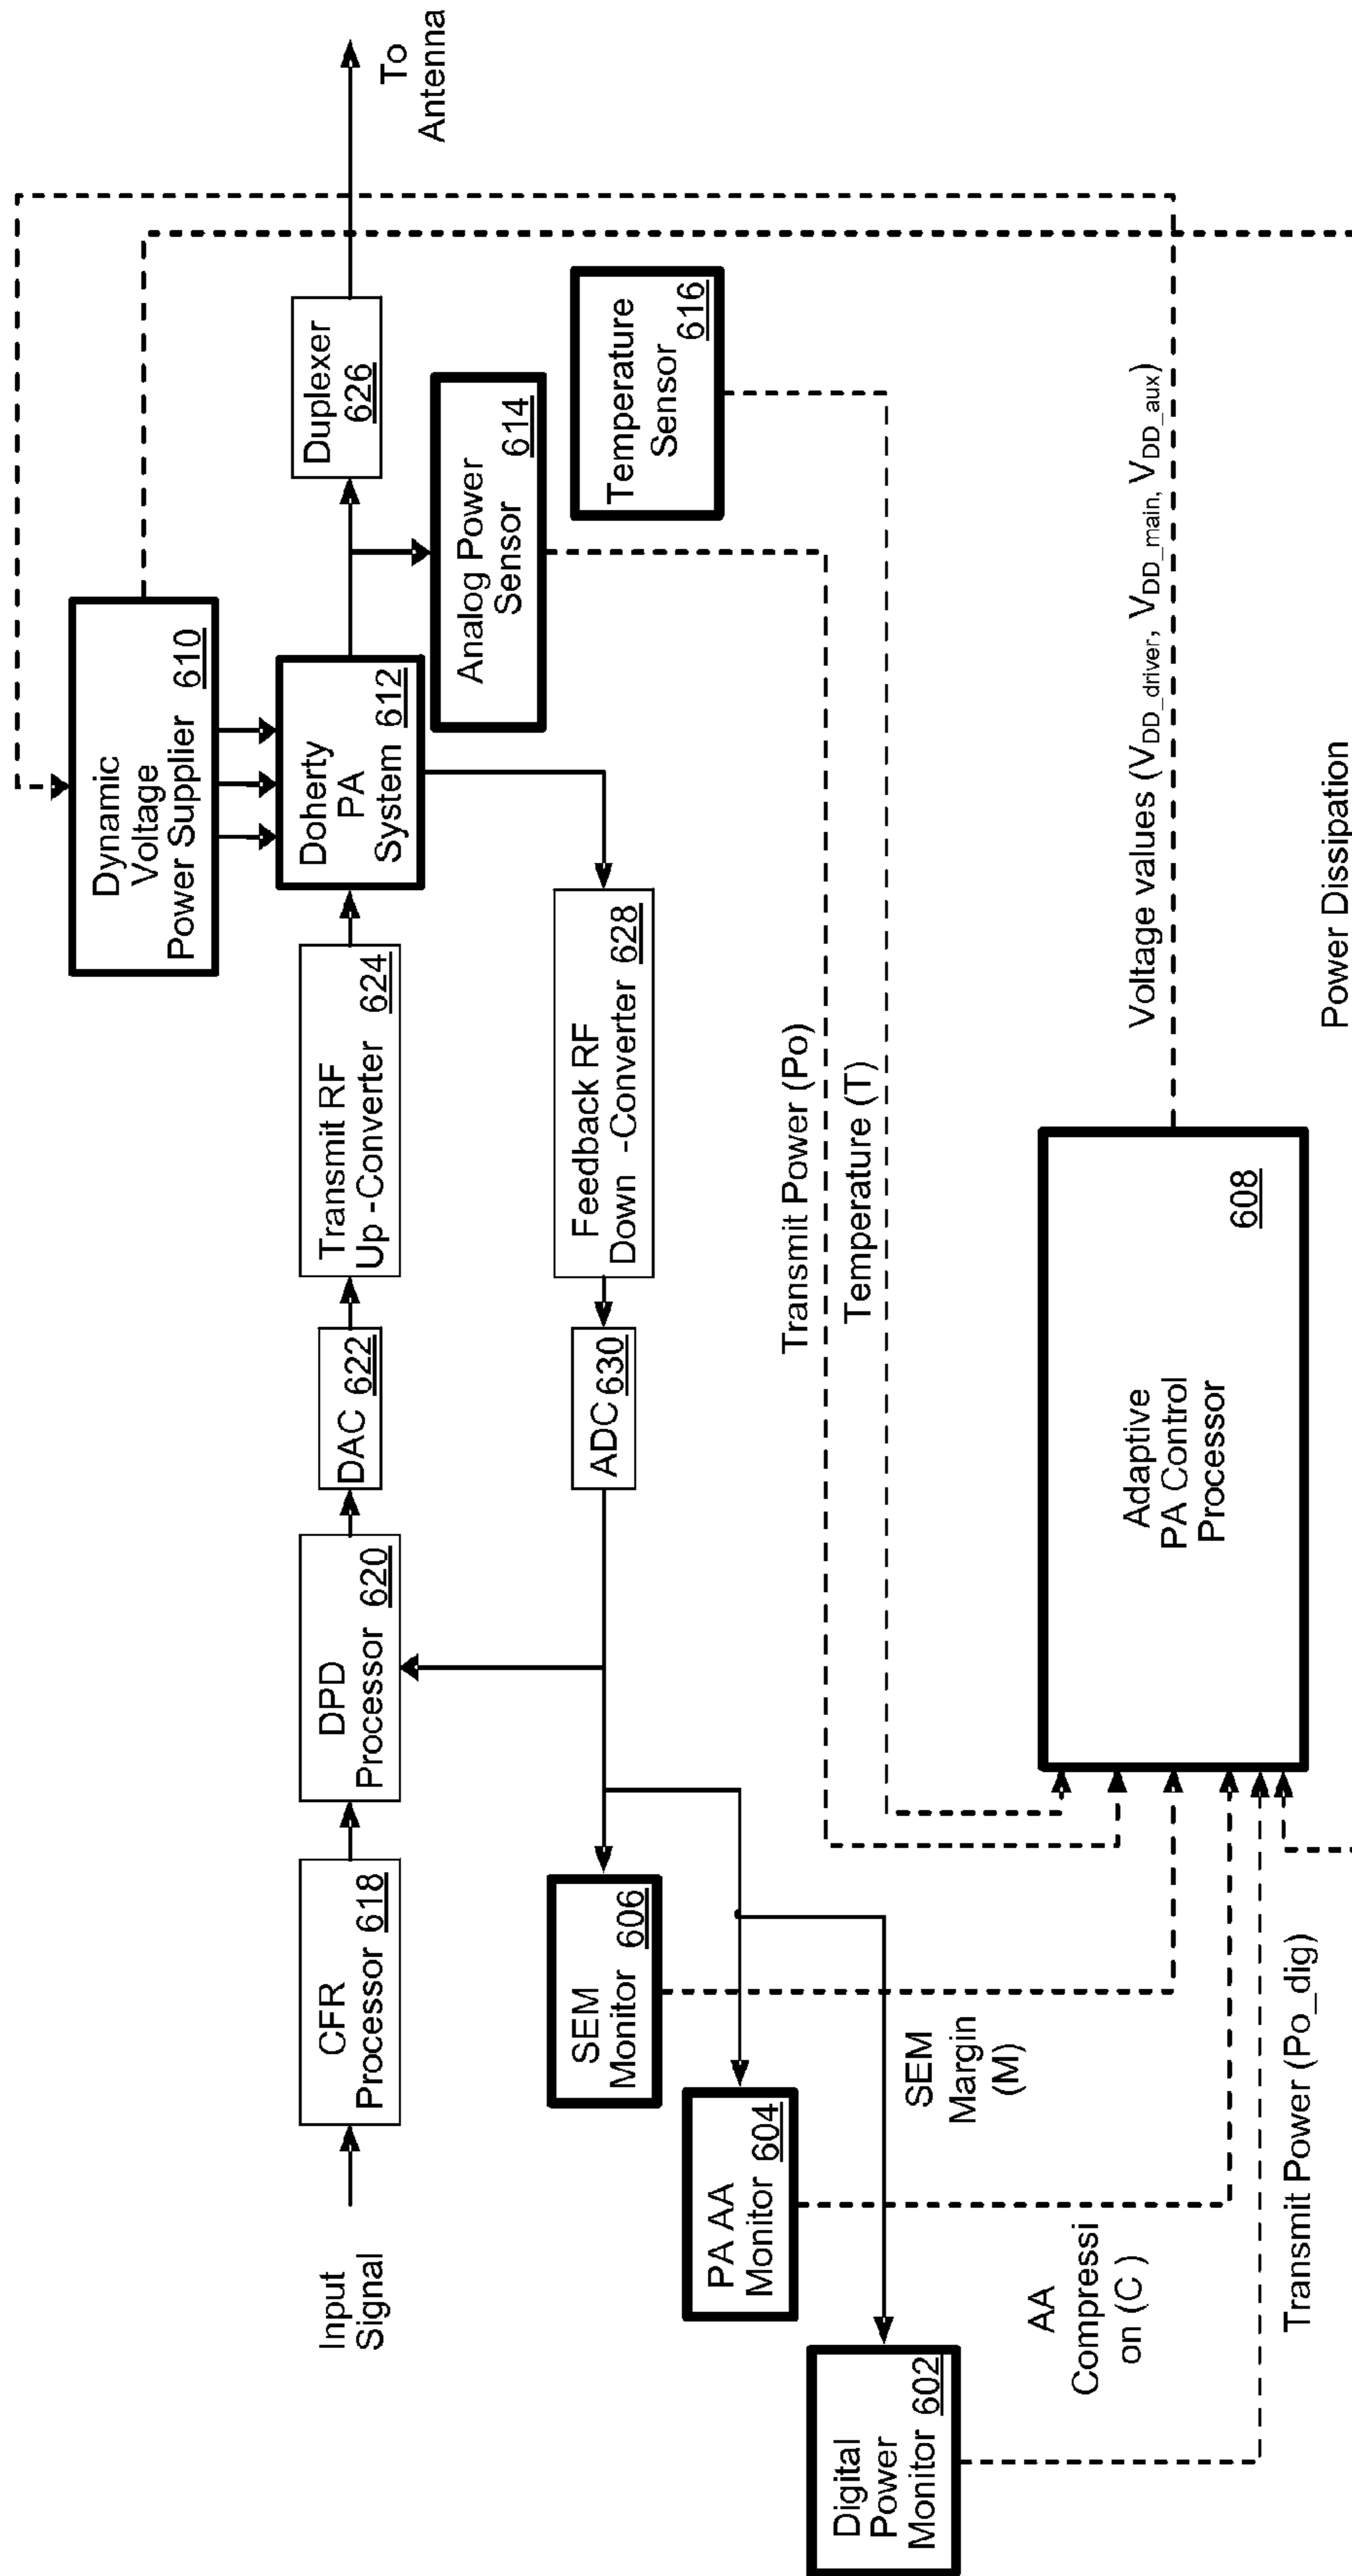 Dynamic
Voltage
Power Supplier 610
Input
Signal
CFR
Processor 618
DPD
Processor 620
DAC 622
Transmit RF
Up -Converter 624
Doherty
PA
System 612
Duplexer
626
To
Antenna
Analog Power
Sensor 614
Temperature
Sensor 616
SEM
Monitor 606
ADC 630
Feedback RF
Down -Converter 628
PA AA
Monitor 604
Digital
Power
Monitor 602
Transmit Power (Po)
Temperature (T)
SEM
Margin
(M)
AA
Compressi
on (C )
Transmit Power (Po_dig)
Adaptive
PA Control
Processor
608
Voltage values (VDD_driver, VDD_main, VDD_aux)
Power Dissipation